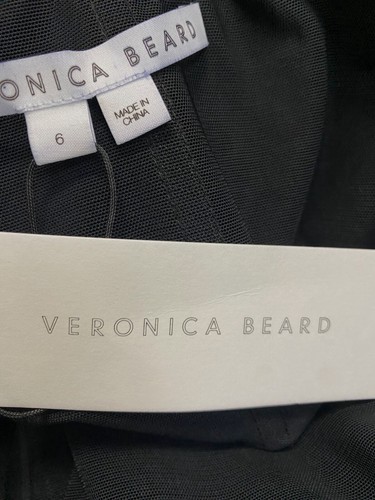 ONICA BEARD
6
MADE IN
CHINA
VERONICA BEARD